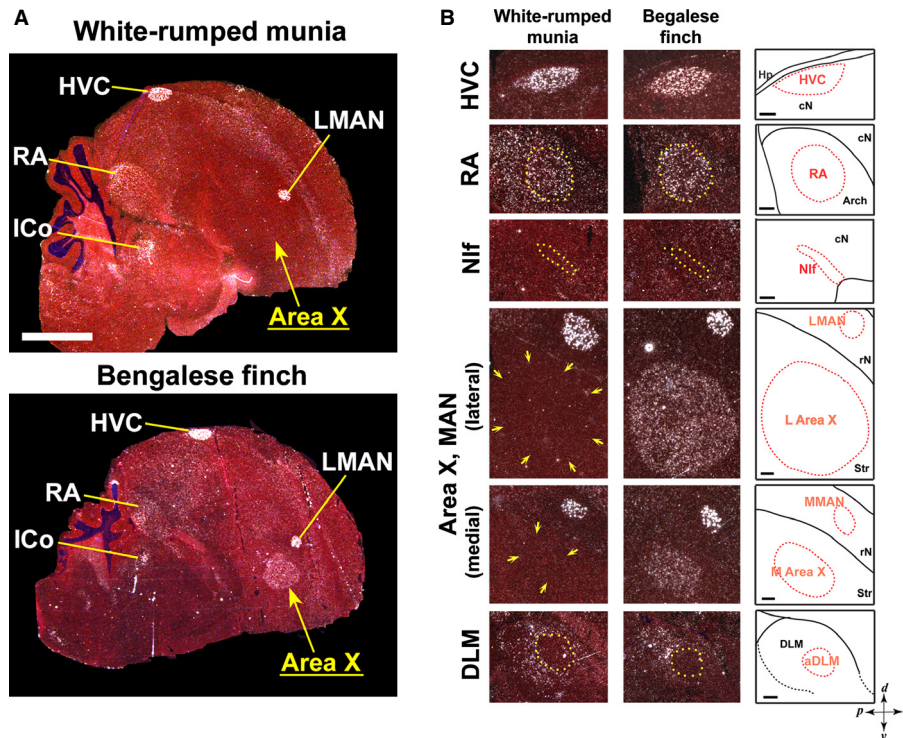 A
White-rumped munia
HVC
LMAN
RA
ICo
Area X
Bengalese finch
HVC
LMAN
RA
ICo
Area X
B
White-rumped
munia
Begalese
finch
HVC
Hp
HVC
cN
RA
cN
RA
Arch
NIf
cN
NIf
Area X, MAN
(lateral)
LMAN
rN
L Area X
Str
(medial)
MMAN
rN
M Area X
Str
DLM
DLM
aDLM
d
p
v